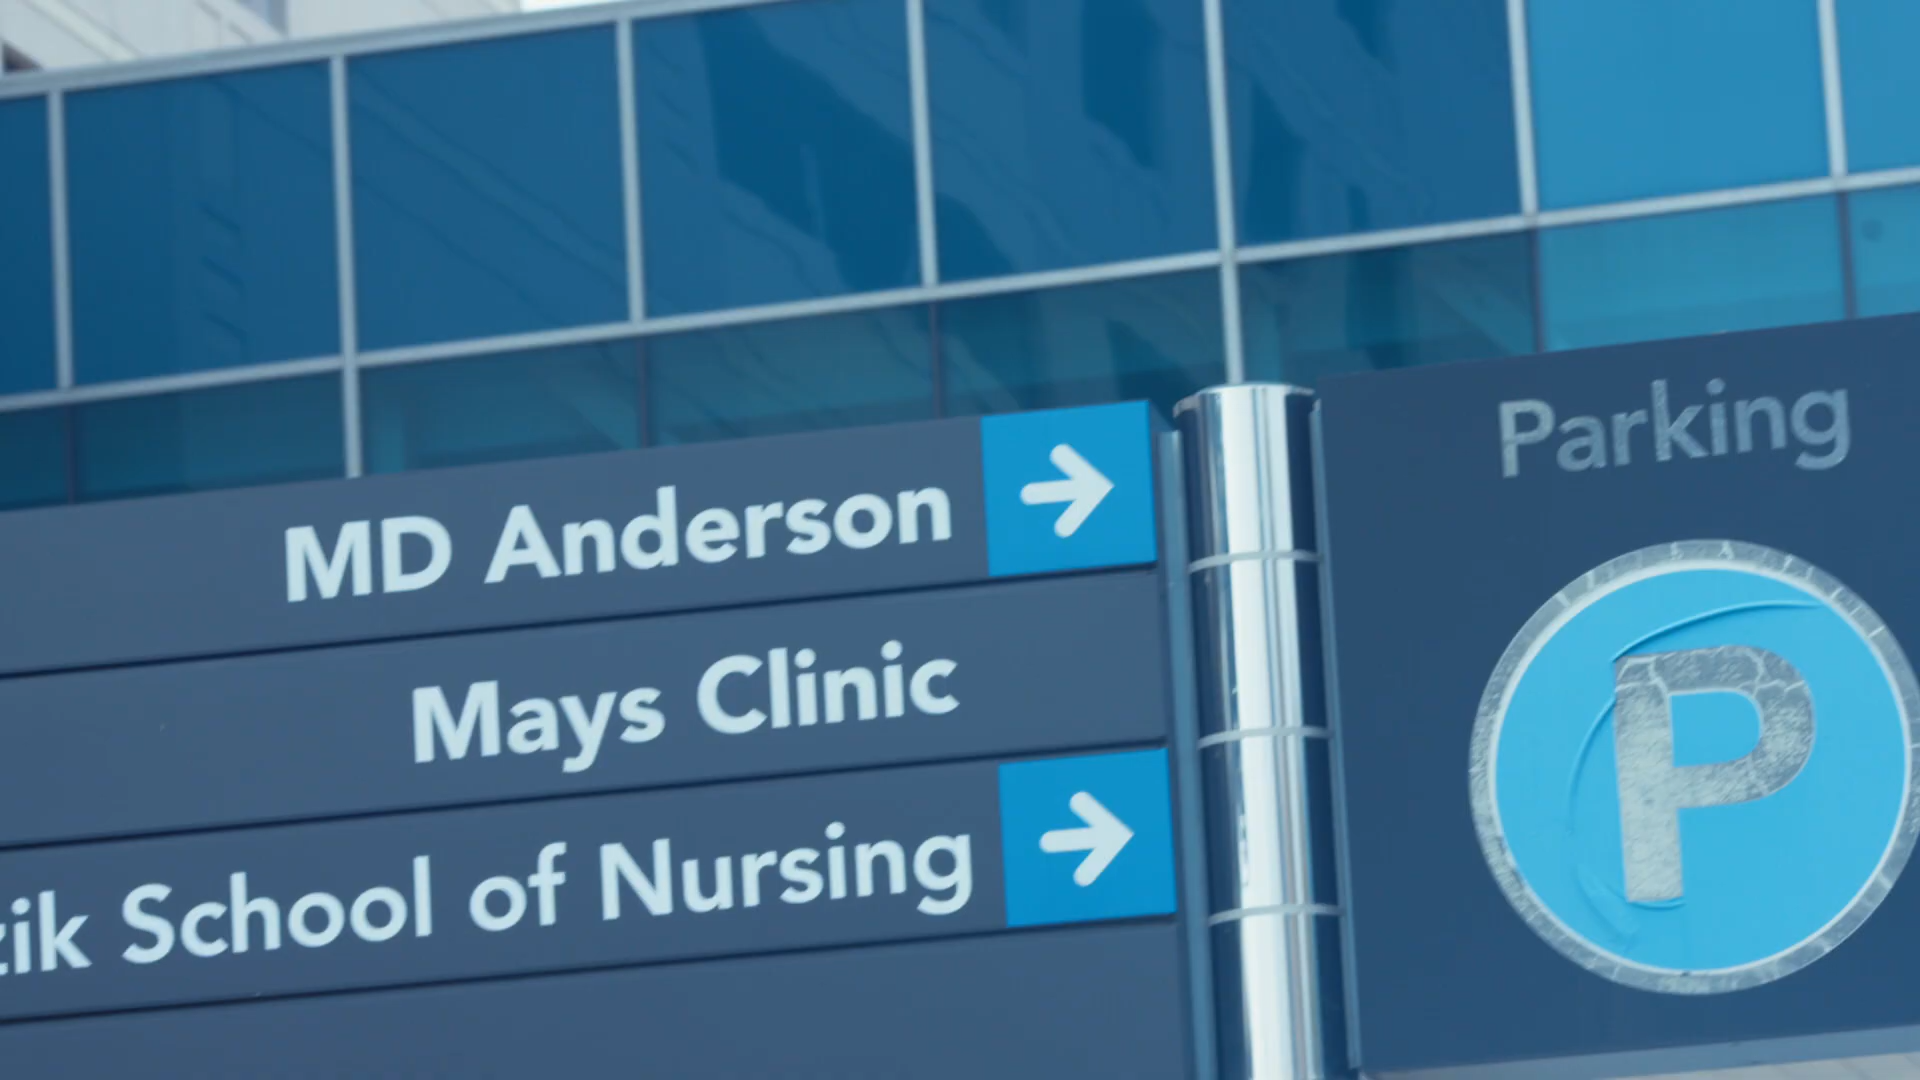 MD Anderson
Mays Clinic
School of Nursing
Parking
P